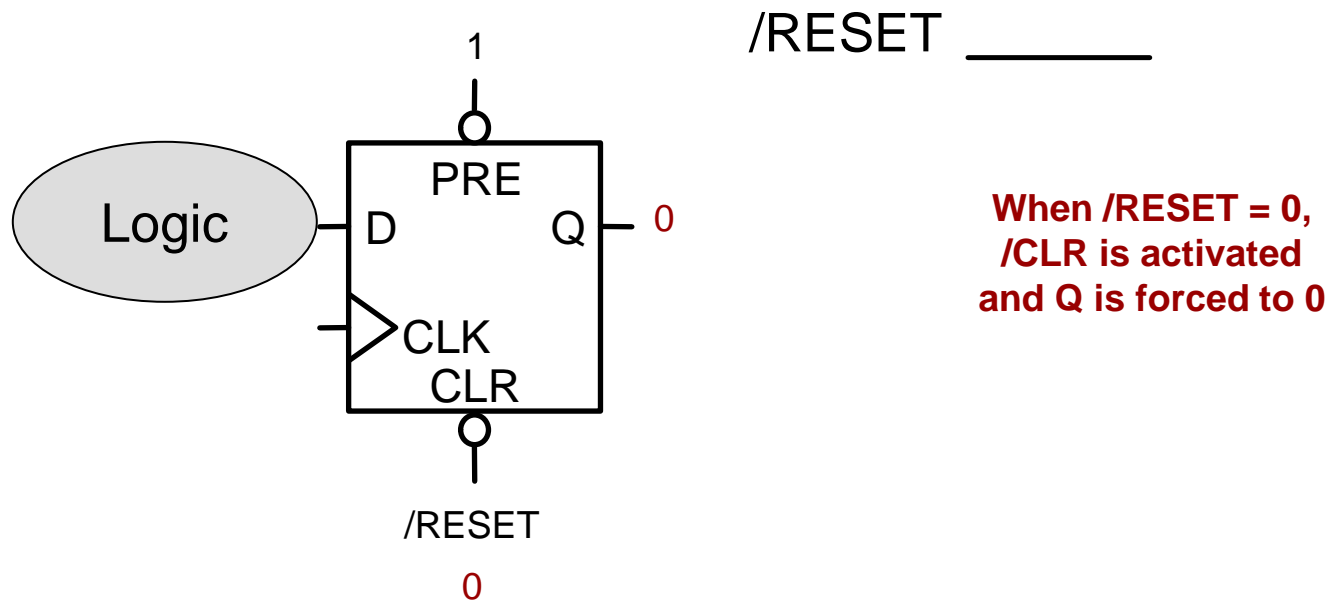 /RESET
1
PRE
Logic
D
Q
0
CLK
CLR
/RESET
0
When /RESET = 0,
/CLR is activated
and Q is forced to 0